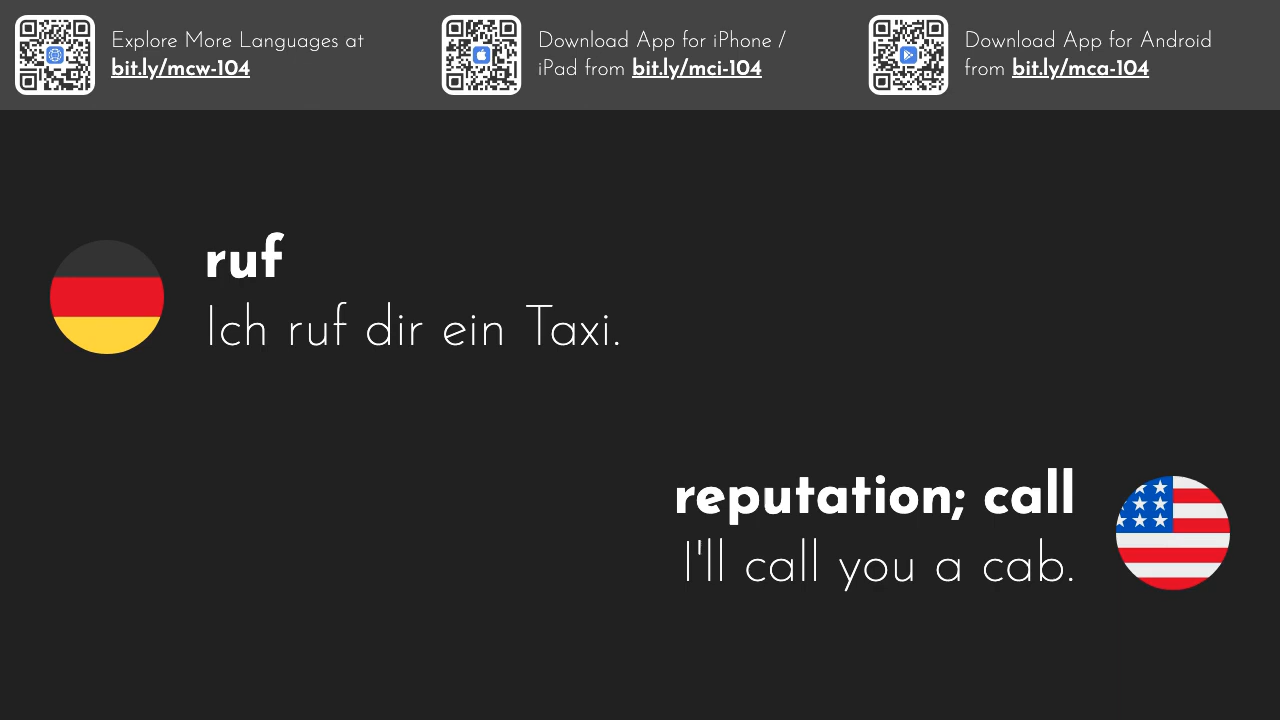 Explore More Languages at
bit.ly/mcw-104
Download App for iPhone /
iPad from bit.ly/mci-104
Download App for Android
from bit.ly/mca-104
ruf
Ich ruf dir ein Taxi.
reputation; call
I'll call you a cab.